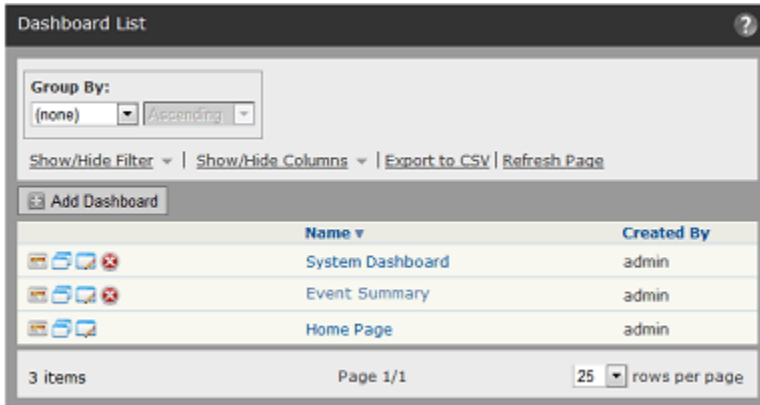 Dashboard List ?
Group By:
(none) Ascending
Show/Hide Filter | Show/Hide Columns | Export to CSV | Refresh Page
Add Dashboard
Name Created By
System Dashboard admin
Event Summary admin
Home Page admin
3 items Page 1/1 25 rows per page